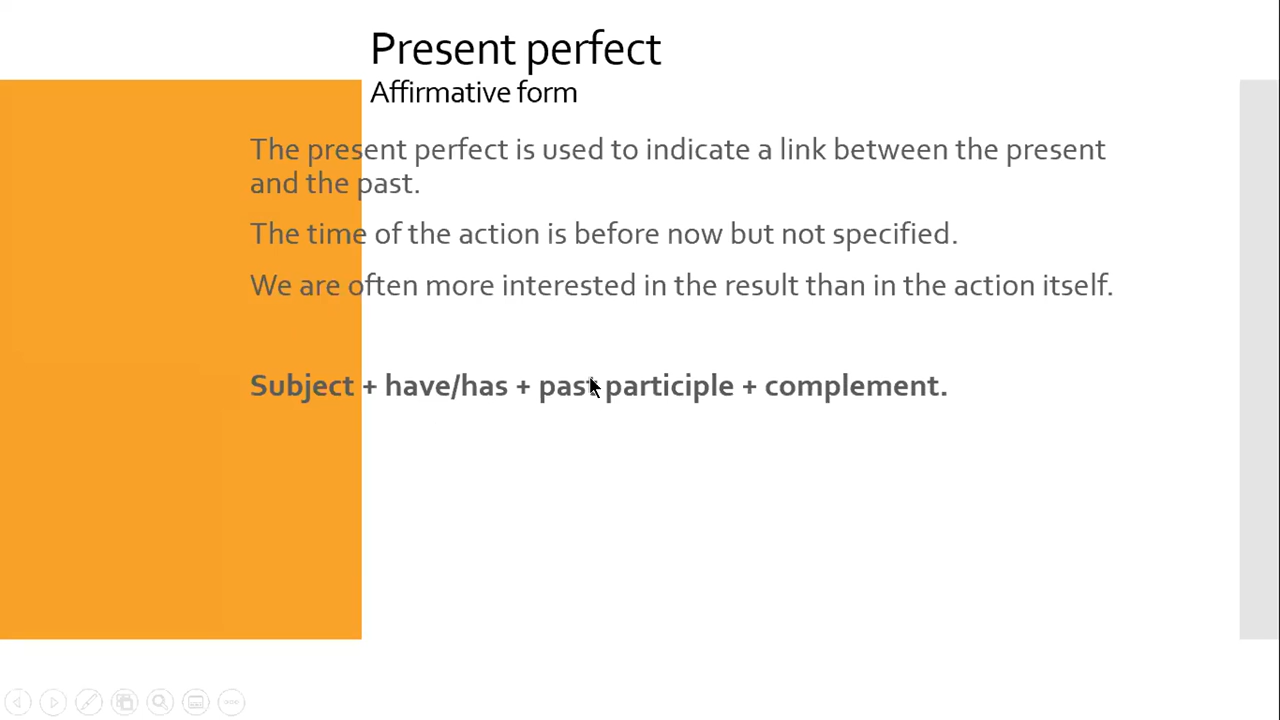 Present perfect
Affirmative form
The present perfect is used to indicate a link between the present
and the past.
The time of the action is before now but not specified.
We are often more interested in the result than in the action itself.
Subject + have/has + past participle + complement.